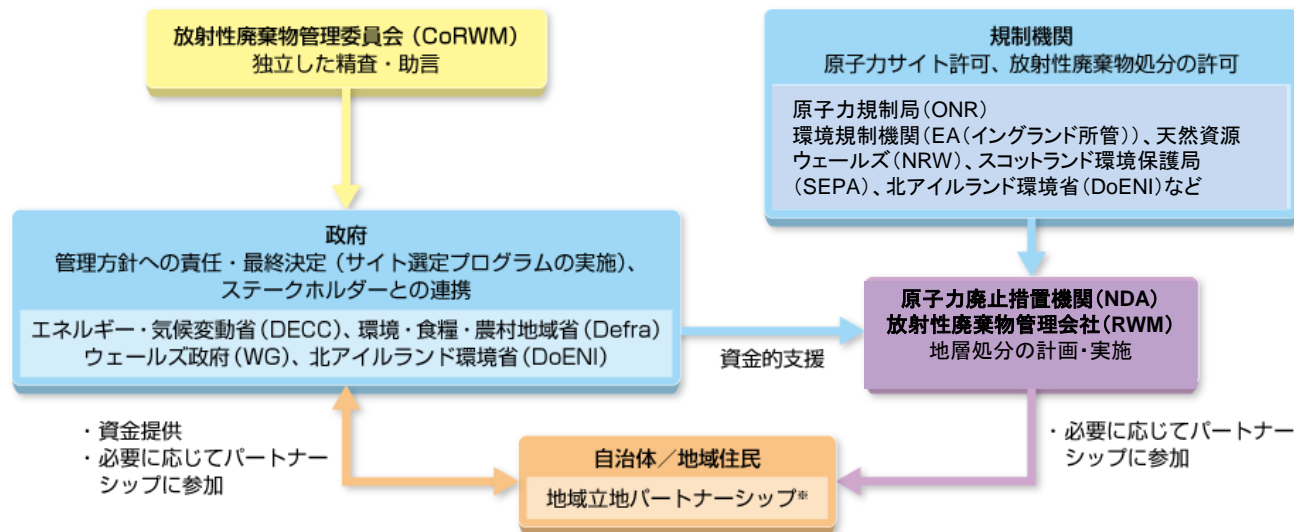 放射性廃棄物管理委員会（CoRWM）
独立した精査・助言
規制機関
原子力サイト許可、放射性廃棄物処分の許可
原子力規制局（ONR）
環境規制機関（EA（イングランド所管））、天然資源
ウェールズ（NRW）、スコットランド環境保護局
（SEPA）、北アイルランド環境省（DoENI）など
政府
管理方針への責任・最終決定（サイト選定プログラムの実施）、
ステークホルダーとの連携
エネルギー・気候変動省（DECC）、環境・食糧・農村地域省（Defra）
ウェールズ政府（WG）、北アイルランド環境省（DoENI）
資金的支援
原子力廃止措置機関（NDA）
放射性廃棄物管理会社（RWM）
地層処分の計画・実施
・資金提供
・必要に応じてパートナー
シップに参加
自治体／地域住民
地域立地パートナーシップ※
・必要に応じてパートナー
シップに参加